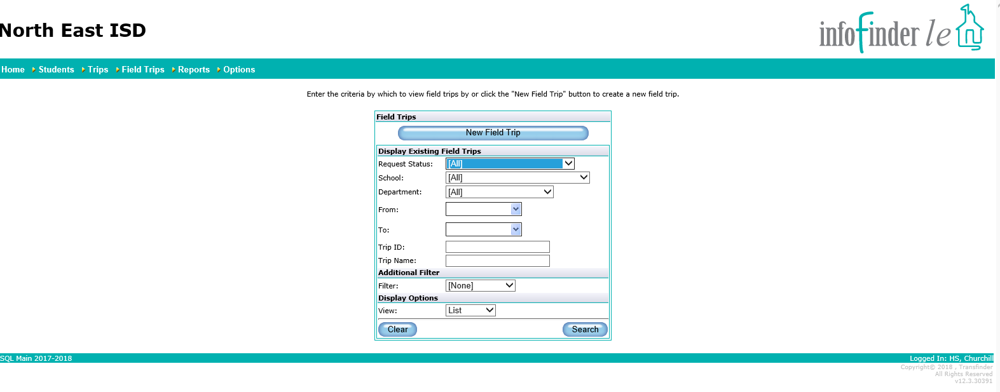 North East ISD
infofinder le
Home Students Trips Field Trips Reports Options
Enter the criteria by which to view field trips by or click the "New Field Trip" button to create a new field trip.
Field Trips
New Field Trip
Display Existing Field Trips
Request Status: [All]
School: [All]
Department: [All]
From:
To:
Trip ID:
Trip Name:
Additional Filter
Filter: [None]
Display Options
View: List
Clear Search
SQL Main 2017-2018 Logged In: HS, Churchill
Copyright© 2018 , Transfinder
All Rights Reserved
v12.3.30391